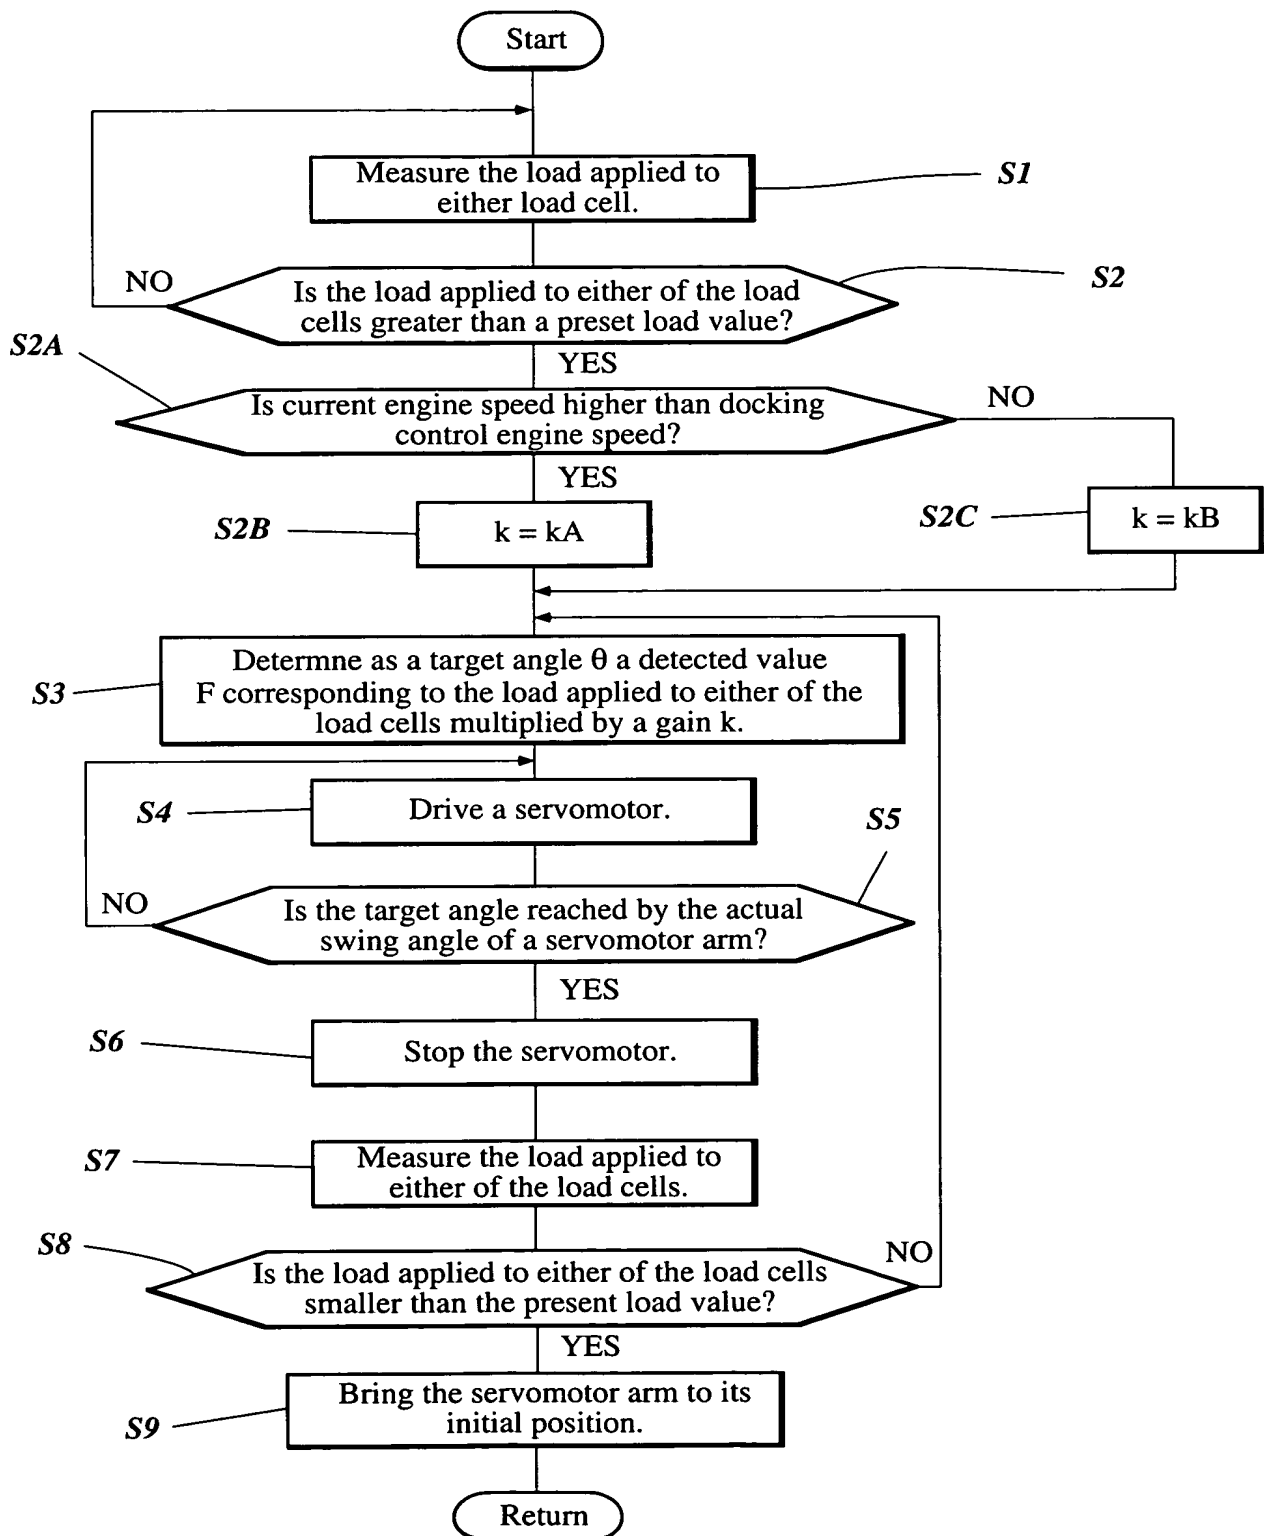 Start
Measure the load applied to
either load cell.
S1
NO
Is the load applied to either of the load
cells greater than a preset load value?
S2
YES
S2A
Is current engine speed higher than docking
control engine speed?
NO
YES
S2B
k = kA
S2C
k = kB
S3
Determne as a target angle θ a detected value
F corresponding to the load applied to either of the
load cells multiplied by a gain k.
S4
Drive a servomotor.
S5
NO
Is the target angle reached by the actual
swing angle of a servomotor arm?
YES
S6
Stop the servomotor.
S7
Measure the load applied to
either of the load cells.
S8
NO
Is the load applied to either of the load cells
smaller than the present load value?
YES
S9
Bring the servomotor arm to its
initial position.
Return